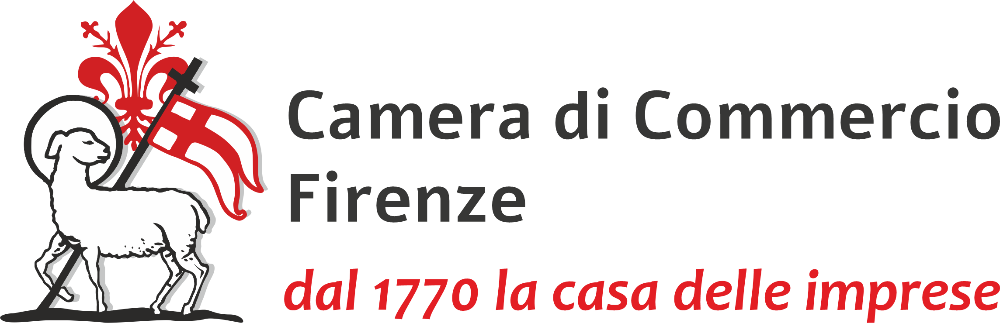 Camera di Commercio
Firenze
dal 1770 la casa delle imprese